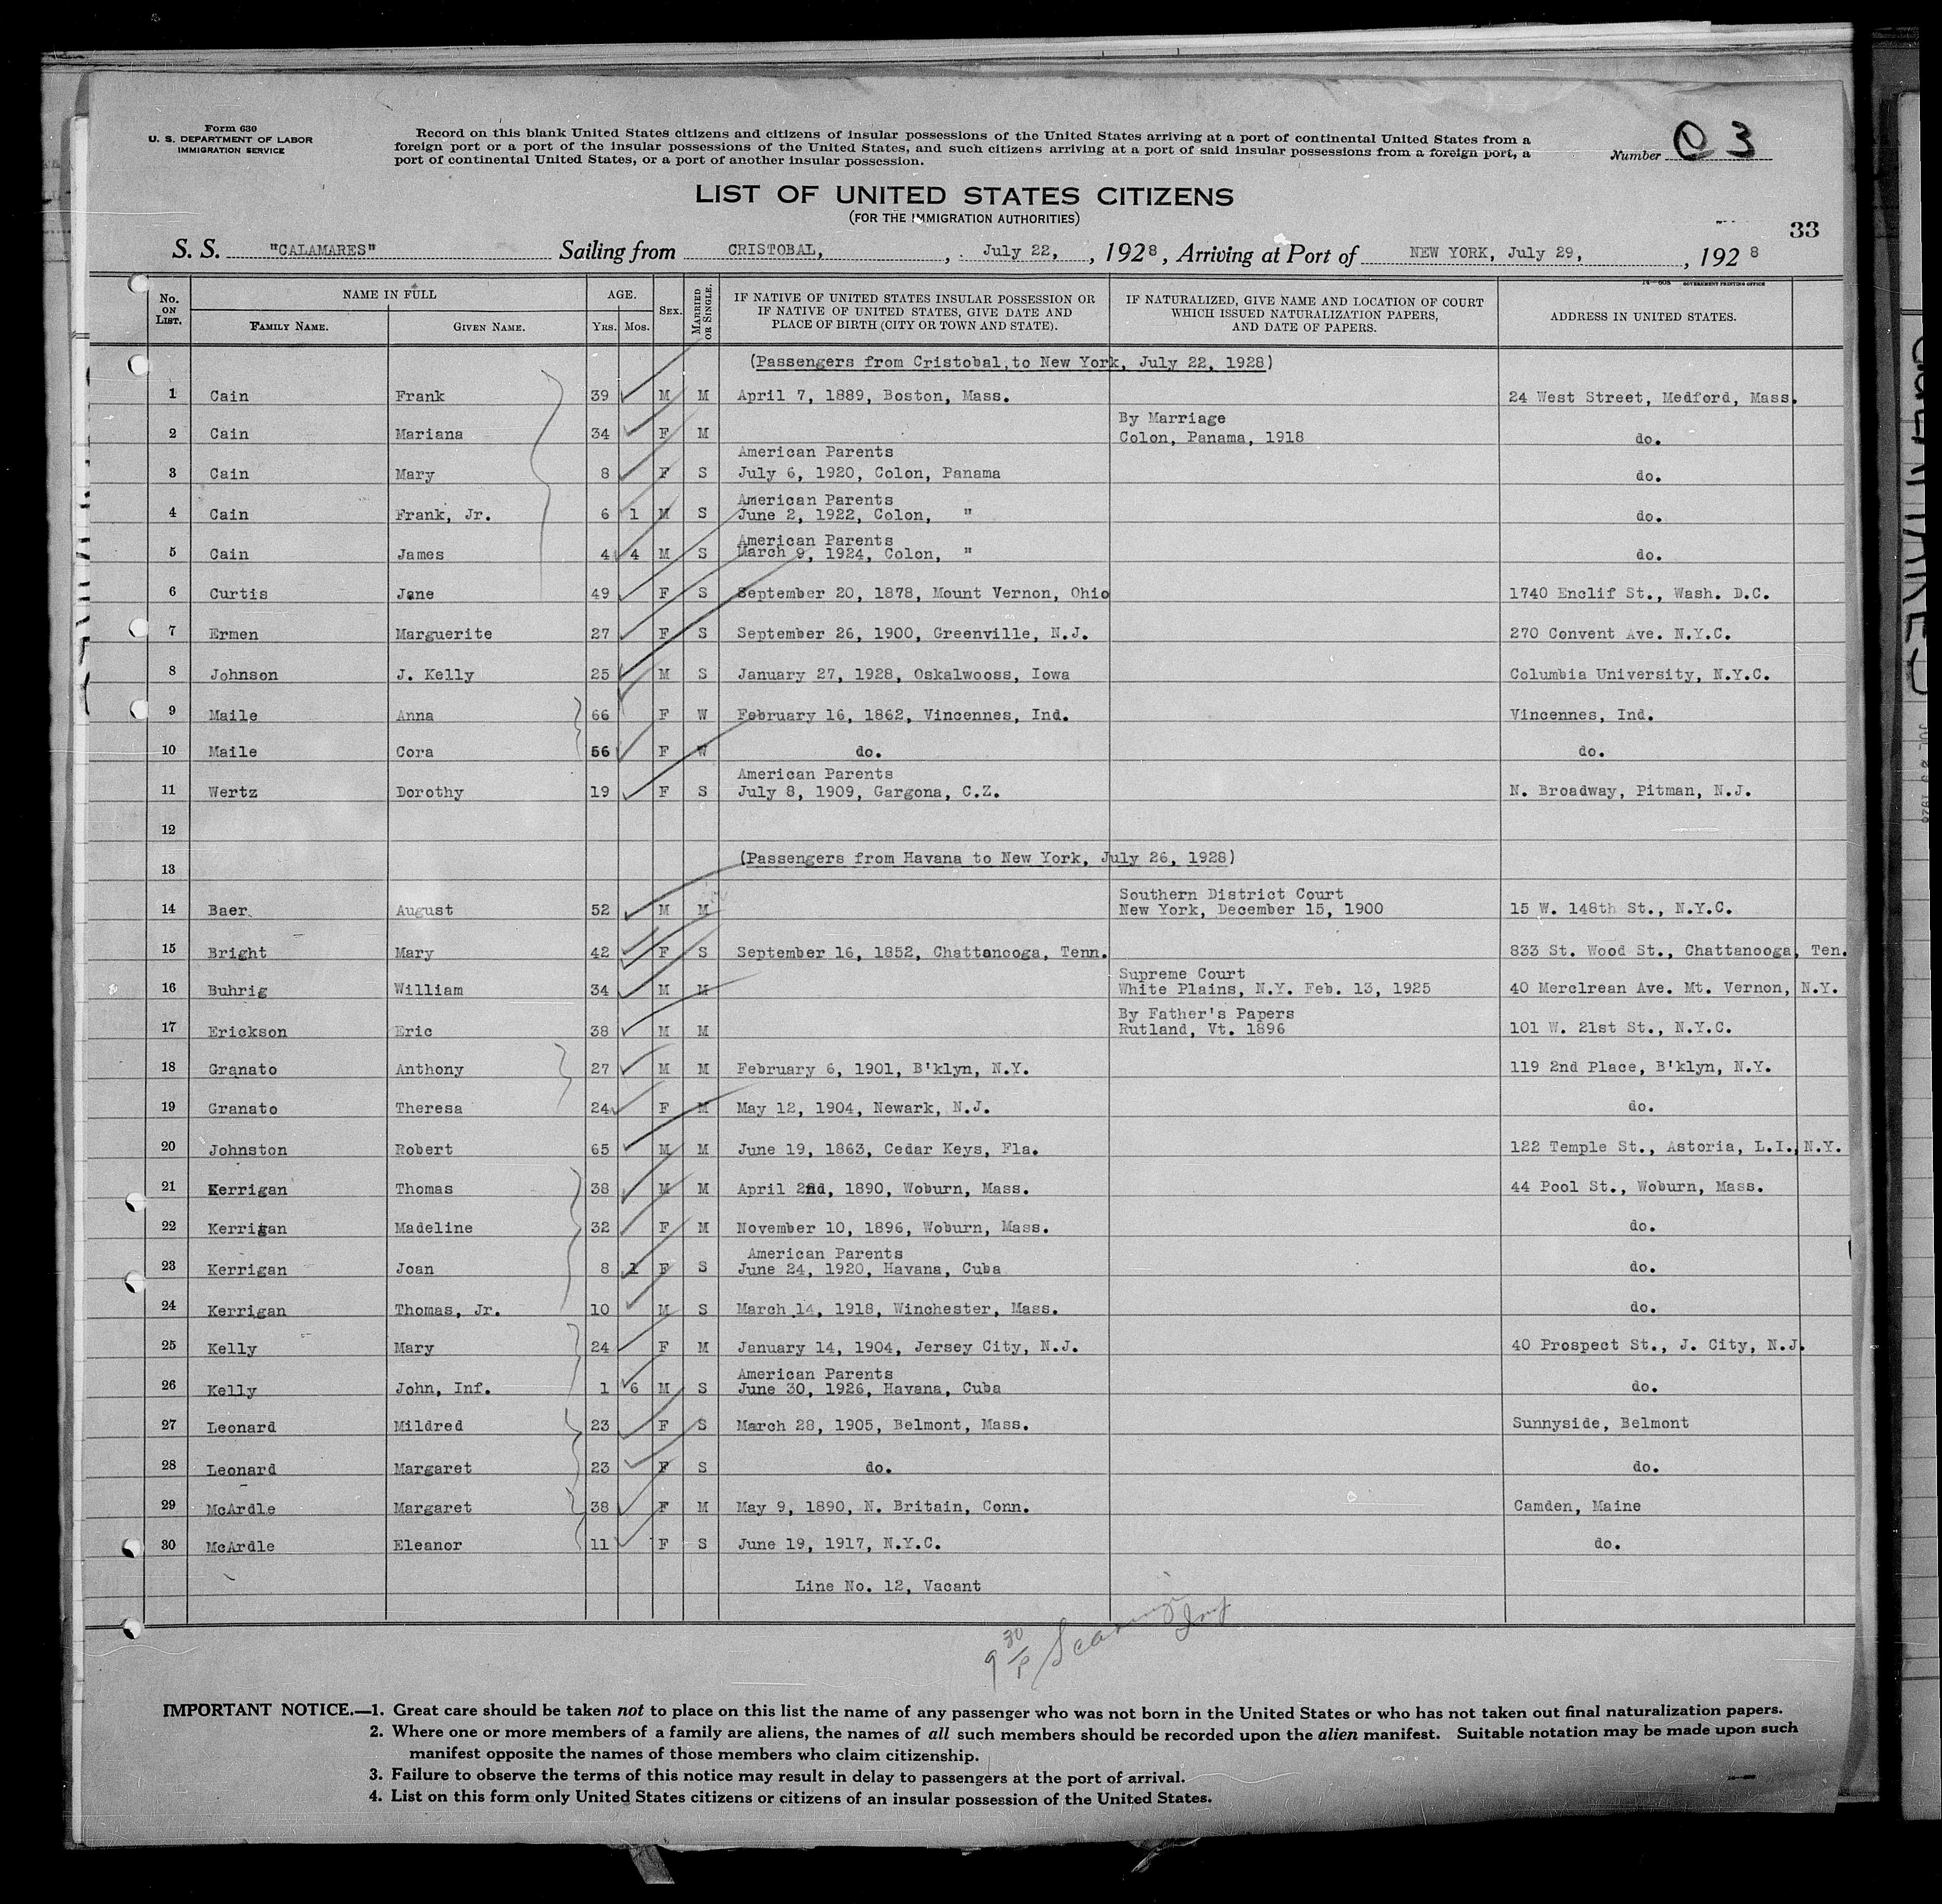 Form 630
U. S. DEPARTMENT OF LABOR
IMMIGRATION SERVICE
Record on this blank United States citizens and citizens of insular possessions of the United States arriving at a port of continental United States from a
foreign port or a port of the insular possessions of the United States, and such citizens arriving at a port of said insular possessions from a foreign port, a
port of continental United States, or a port of another insular possession.
Number 3
LIST OF UNITED STATES CITIZENS
(FOR THE IMMIGRATION AUTHORITIES)
33
S. S. "CALAMARES" Sailing from CRISTOBAL, , July 22, , 1928, Arriving at Port of NEW YORK, July 29, , 1928
GOVERNMENT PRINTING OFFICE
No. ON LIST. NAME IN FULL FAMILY NAME. GIVEN NAME. AGE. YRS. MOS. SEX. MARRIED OR SINGLE. IF NATIVE OF UNITED STATES INSULAR POSSESSION OR IF NATIVE OF UNITED STATES, GIVE DATE AND PLACE OF BIRTH (CITY OR TOWN AND STATE). IF NATURALIZED, GIVE NAME AND LOCATION OF COURT WHICH ISSUED NATURALIZATION PAPERS, AND DATE OF PAPERS. ADDRESS IN UNITED STATES.
(Passengers from Cristobal,to New York, July 22, 1928)
1 Cain Frank 39 M M April 7, 1889, Boston, Mass. 24 West Street, Medford, Mass.
By Marriage
2 Cain Mariana 34 F M Colon, Panama, 1918 do.
American Parents
3 Cain Mary 8 F S July 6, 1920, Colon, Panama do.
American Parents
4 Cain Frank, Jr. 6 1 M S June 2, 1922, Colon, " do.
American Parents
5 Cain James 4 4 M S March 9, 1924, Colon, " do.
6 Curtis Jane 49 F S September 20, 1878, Mount Vernon, Ohio 1740 Enclif St., Wash. D.C.
7 Ermen Marguerite 27 F S September 26, 1900, Greenville, N.J. 270 Convent Ave. N.Y.C.
8 Johnson J. Kelly 25 M S January 27, 1928, Oskalwooss, Iowa Columbia University, N.Y.C.
9 Maile Anna 66 F W February 16, 1862, Vincennes, Ind. Vincennes, Ind.
10 Maile Cora 66 F W do. do.
American Parents
11 Wertz Dorothy 19 F S July 8, 1909, Gargona, C.Z. N. Broadway, Pitman, N.J.
12
13 (Passengers from Havana to New York, July 26, 1928)
Southern District Court
14 Baer August 52 M M New York, December 15, 1900 15 W. 148th St., N.Y.C.
15 Bright Mary 42 F S September 16, 1852, Chattanooga, Tenn. 833 St. Wood St., Chattanooga, Ten.
Supreme Court
16 Buhrig William 34 M M White Plains, N.Y. Feb. 13, 1925 40 Merclrean Ave. Mt. Vernon, N.Y.
By Father's Papers
17 Erickson Eric 38 M M Rutland, Vt. 1896 101 W. 21st St., N.Y.C.
18 Granato Anthony 27 M M February 6, 1901, B'klyn, N.Y. 119 2nd Place, B'klyn, N.Y.
19 Granato Theresa 24 F M May 12, 1904, Newark, N.J. do.
20 Johnston Robert 65 M M June 19, 1863, Cedar Keys, Fla. 122 Temple St., Astoria, L.I., N.Y.
21 Kerrigan Thomas 38 M M April 2nd, 1890, Woburn, Mass. 44 Pool St., Woburn, Mass.
22 Kerrigan Madeline 32 F M November 10, 1896, Woburn, Mass. do.
American Parents
23 Kerrigan Joan 8 1 F S June 24, 1920, Havana, Cuba do.
24 Kerrigan Thomas, Jr. 10 M S March 14, 1918, Winchester, Mass. do.
25 Kelly Mary 24 F M January 14, 1904, Jersey City, N.J. 40 Prospect St., J. City, N.J.
American Parents
26 Kelly John, Inf. 1 6 M S June 30, 1926, Havana, Cuba do.
27 Leonard Mildred 23 F S March 28, 1905, Belmont, Mass. Sunnyside, Belmont
28 Leonard Margaret 23 F S do. do.
29 McArdle Margaret 38 F M May 9, 1890, N. Britain, Conn. Camden, Maine
30 McArdle Eleanor 11 F S June 19, 1917, N.Y.C. do.
Line No. 12, Vacant
IMPORTANT NOTICE.—1. Great care should be taken not to place on this list the name of any passenger who was not born in the United States or who has not taken out final naturalization papers.
2. Where one or more members of a family are aliens, the names of all such members should be recorded upon the alien manifest. Suitable notation may be made upon such
manifest opposite the names of those members who claim citizenship.
3. Failure to observe the terms of this notice may result in delay to passengers at the port of arrival.
4. List on this form only United States citizens or citizens of an insular possession of the United States.